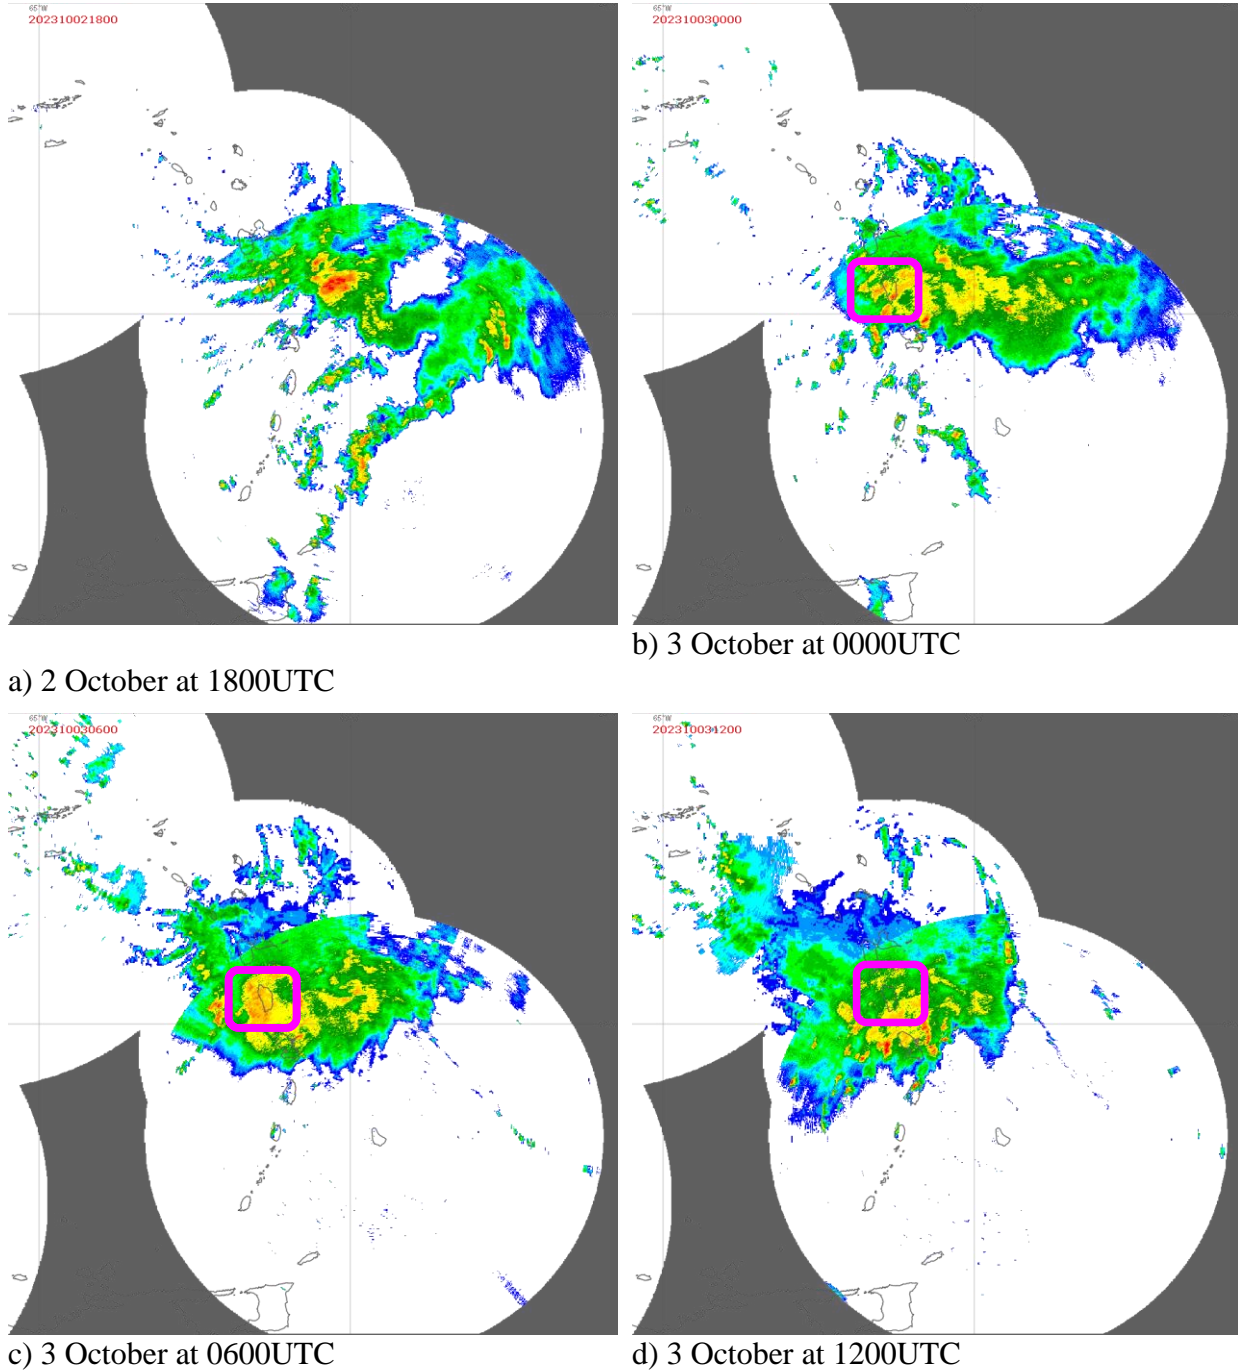 65°W
202310021800
65°W
202310030000
b) 3 October at 0000UTC
a) 2 October at 1800UTC
65°W
202310030600
65°W
202310031200
c) 3 October at 0600UTC
d) 3 October at 1200UTC